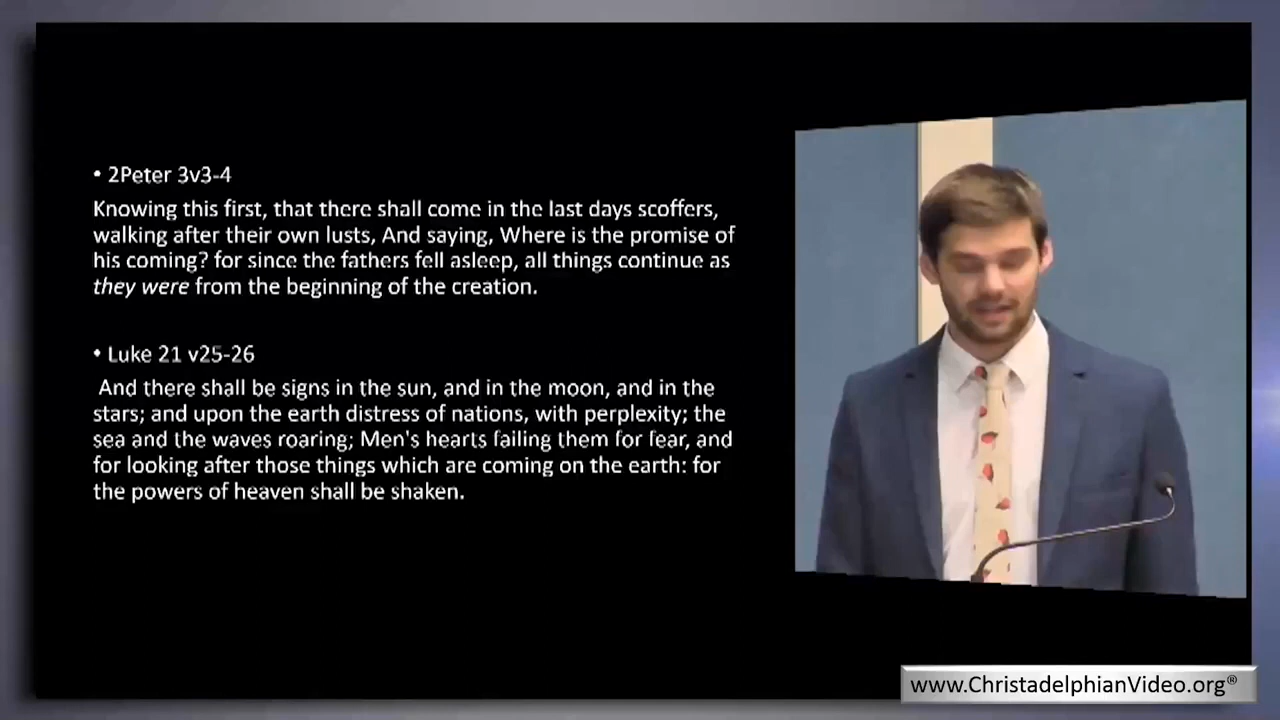 • 2Peter 3v3-4
Knowing this first, that there shall come in the last days scoffers,
walking after their own lusts, And saying, Where is the promise of
his coming? for since the fathers fell asleep, all things continue as
they were from the beginning of the creation.
• Luke 21 v25-26
And there shall be signs in the sun, and in the moon, and in the
stars; and upon the earth distress of nations, with perplexity; the
sea and the waves roaring; Men's hearts failing them for fear, and
for looking after those things which are coming on the earth: for
the powers of heaven shall be shaken.
www.ChristadelphianVideo.org®